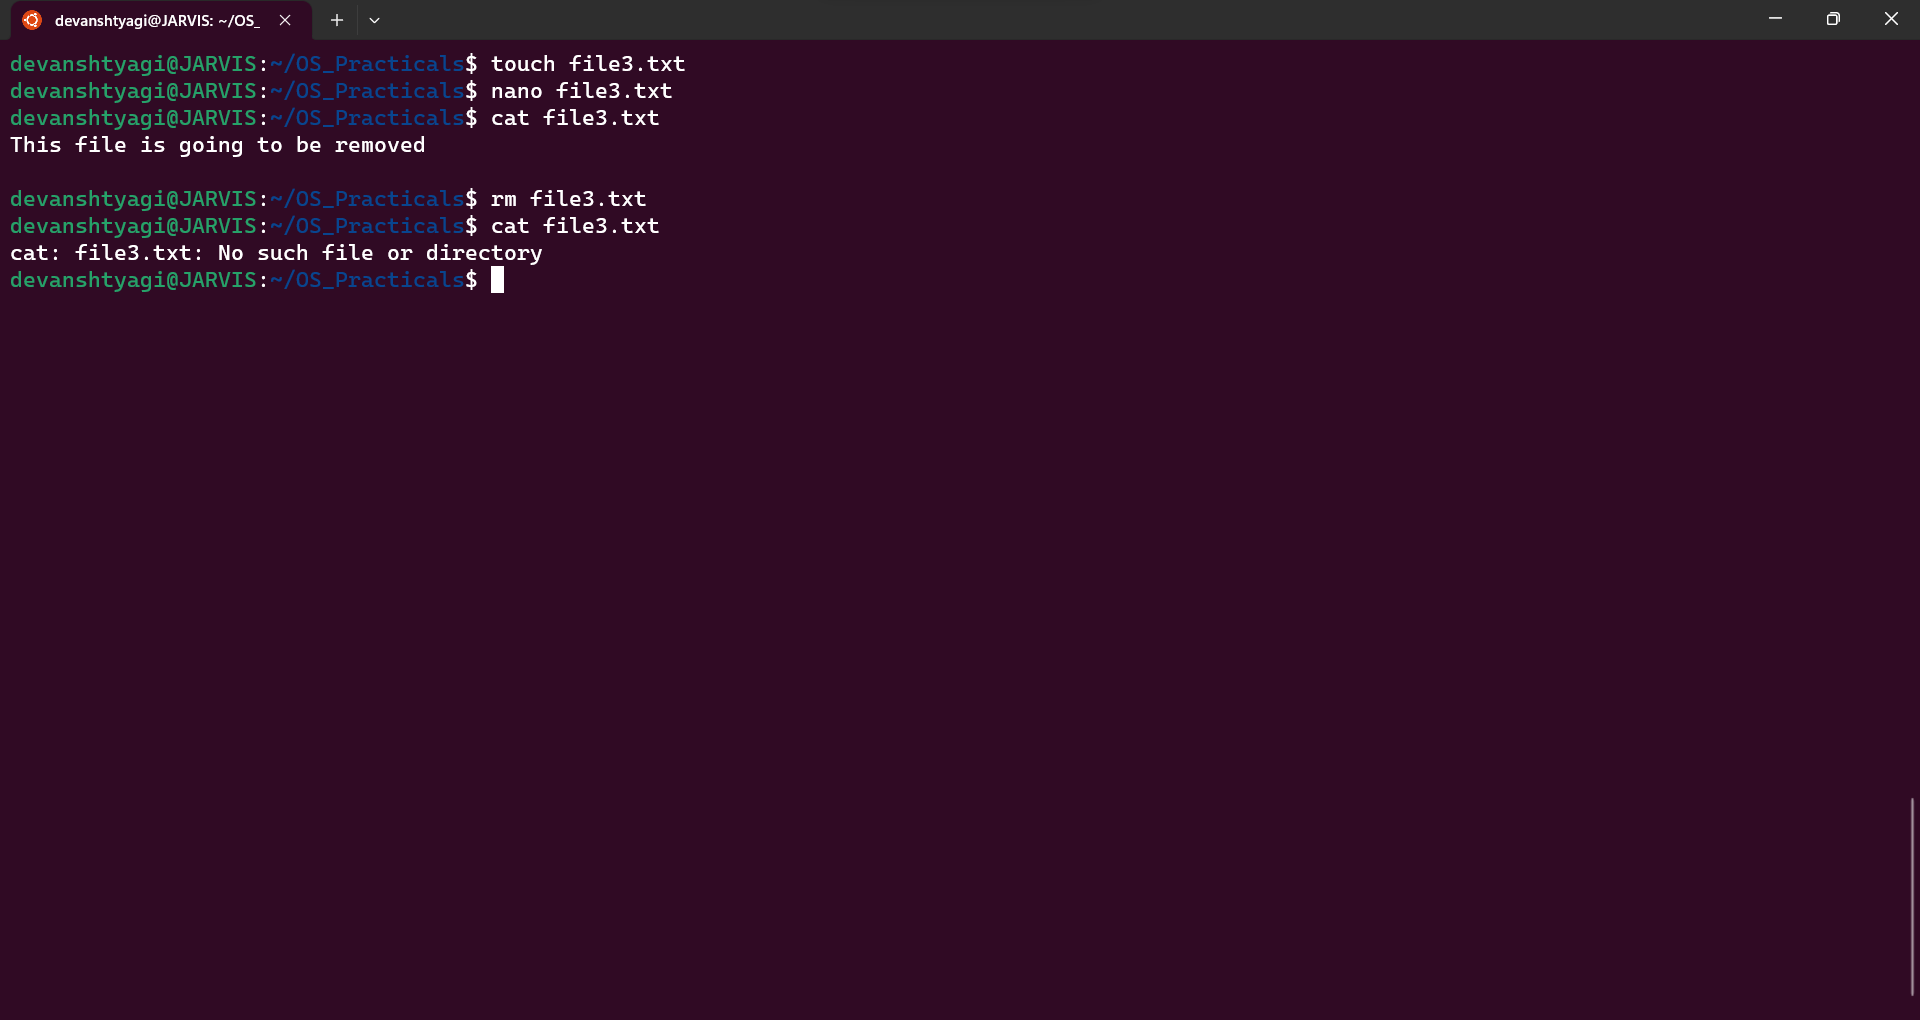 devanshtyagi@JARVIS: ~/OS_
devanshtyagi@JARVIS:~/OS_Practicals$ touch file3.txt
devanshtyagi@JARVIS:~/OS_Practicals$ nano file3.txt
devanshtyagi@JARVIS:~/OS_Practicals$ cat file3.txt
This file is going to be removed
devanshtyagi@JARVIS:~/OS_Practicals$ rm file3.txt
devanshtyagi@JARVIS:~/OS_Practicals$ cat file3.txt
cat: file3.txt: No such file or directory
devanshtyagi@JARVIS:~/OS_Practicals$